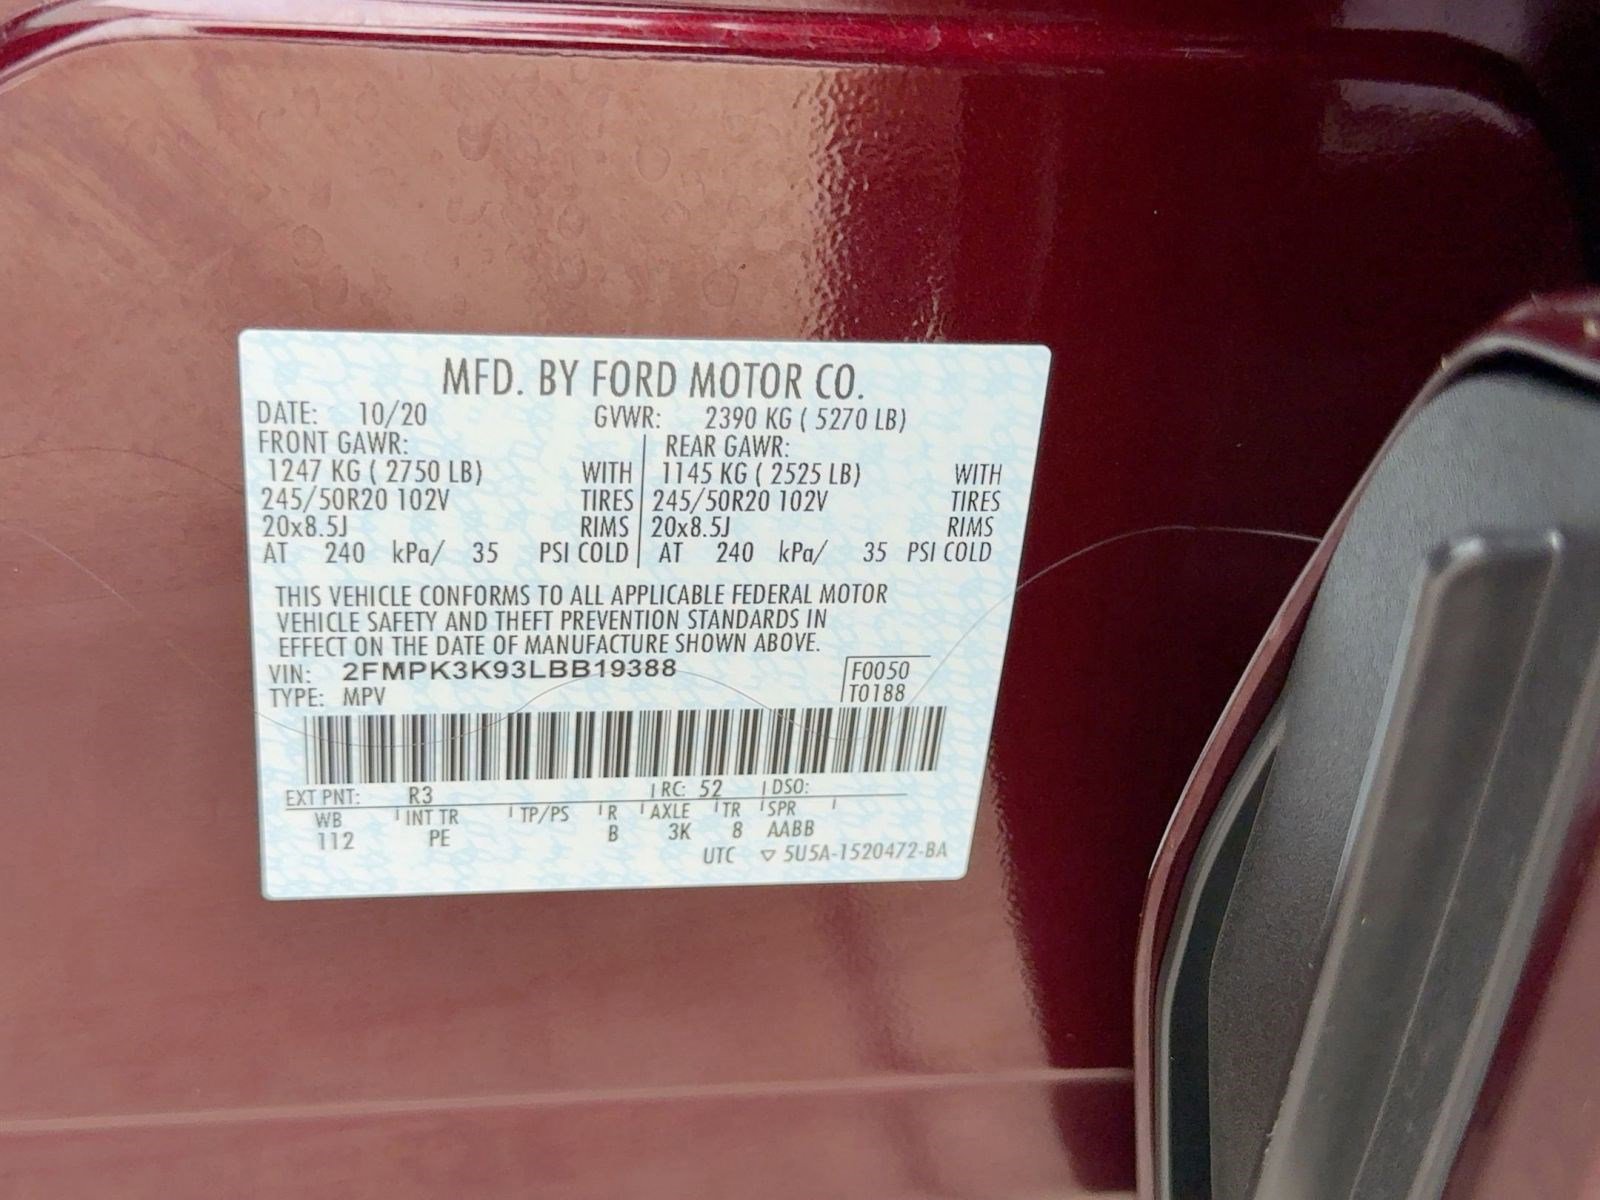 MFD. BY FORD MOTOR CO.
DATE: 10/20 GVWR: 2390 KG ( 5270 LB)
FRONT GAWR: REAR GAWR:
1247 KG ( 2750 LB) WITH 1145 KG ( 2525 LB) WITH
245/50R20 102V TIRES 245/50R20 102V TIRES
20x8.5J RIMS 20x8.5J RIMS
AT 240 kPa/ 35 PSI COLD AT 240 kPa/ 35 PSI COLD
THIS VEHICLE CONFORMS TO ALL APPLICABLE FEDERAL MOTOR
VEHICLE SAFETY AND THEFT PREVENTION STANDARDS IN
EFFECT ON THE DATE OF MANUFACTURE SHOWN ABOVE.
VIN: 2FMPK3K93LBB19388 F0050
TYPE: MPV T0188
EXT PNT: R3 RC: 52 DSO:
WB INT TR TP/PS R AXLE TR SPR
112 PE B 3K 8 AABB
UTC ▽ 5U5A-1520472-BA